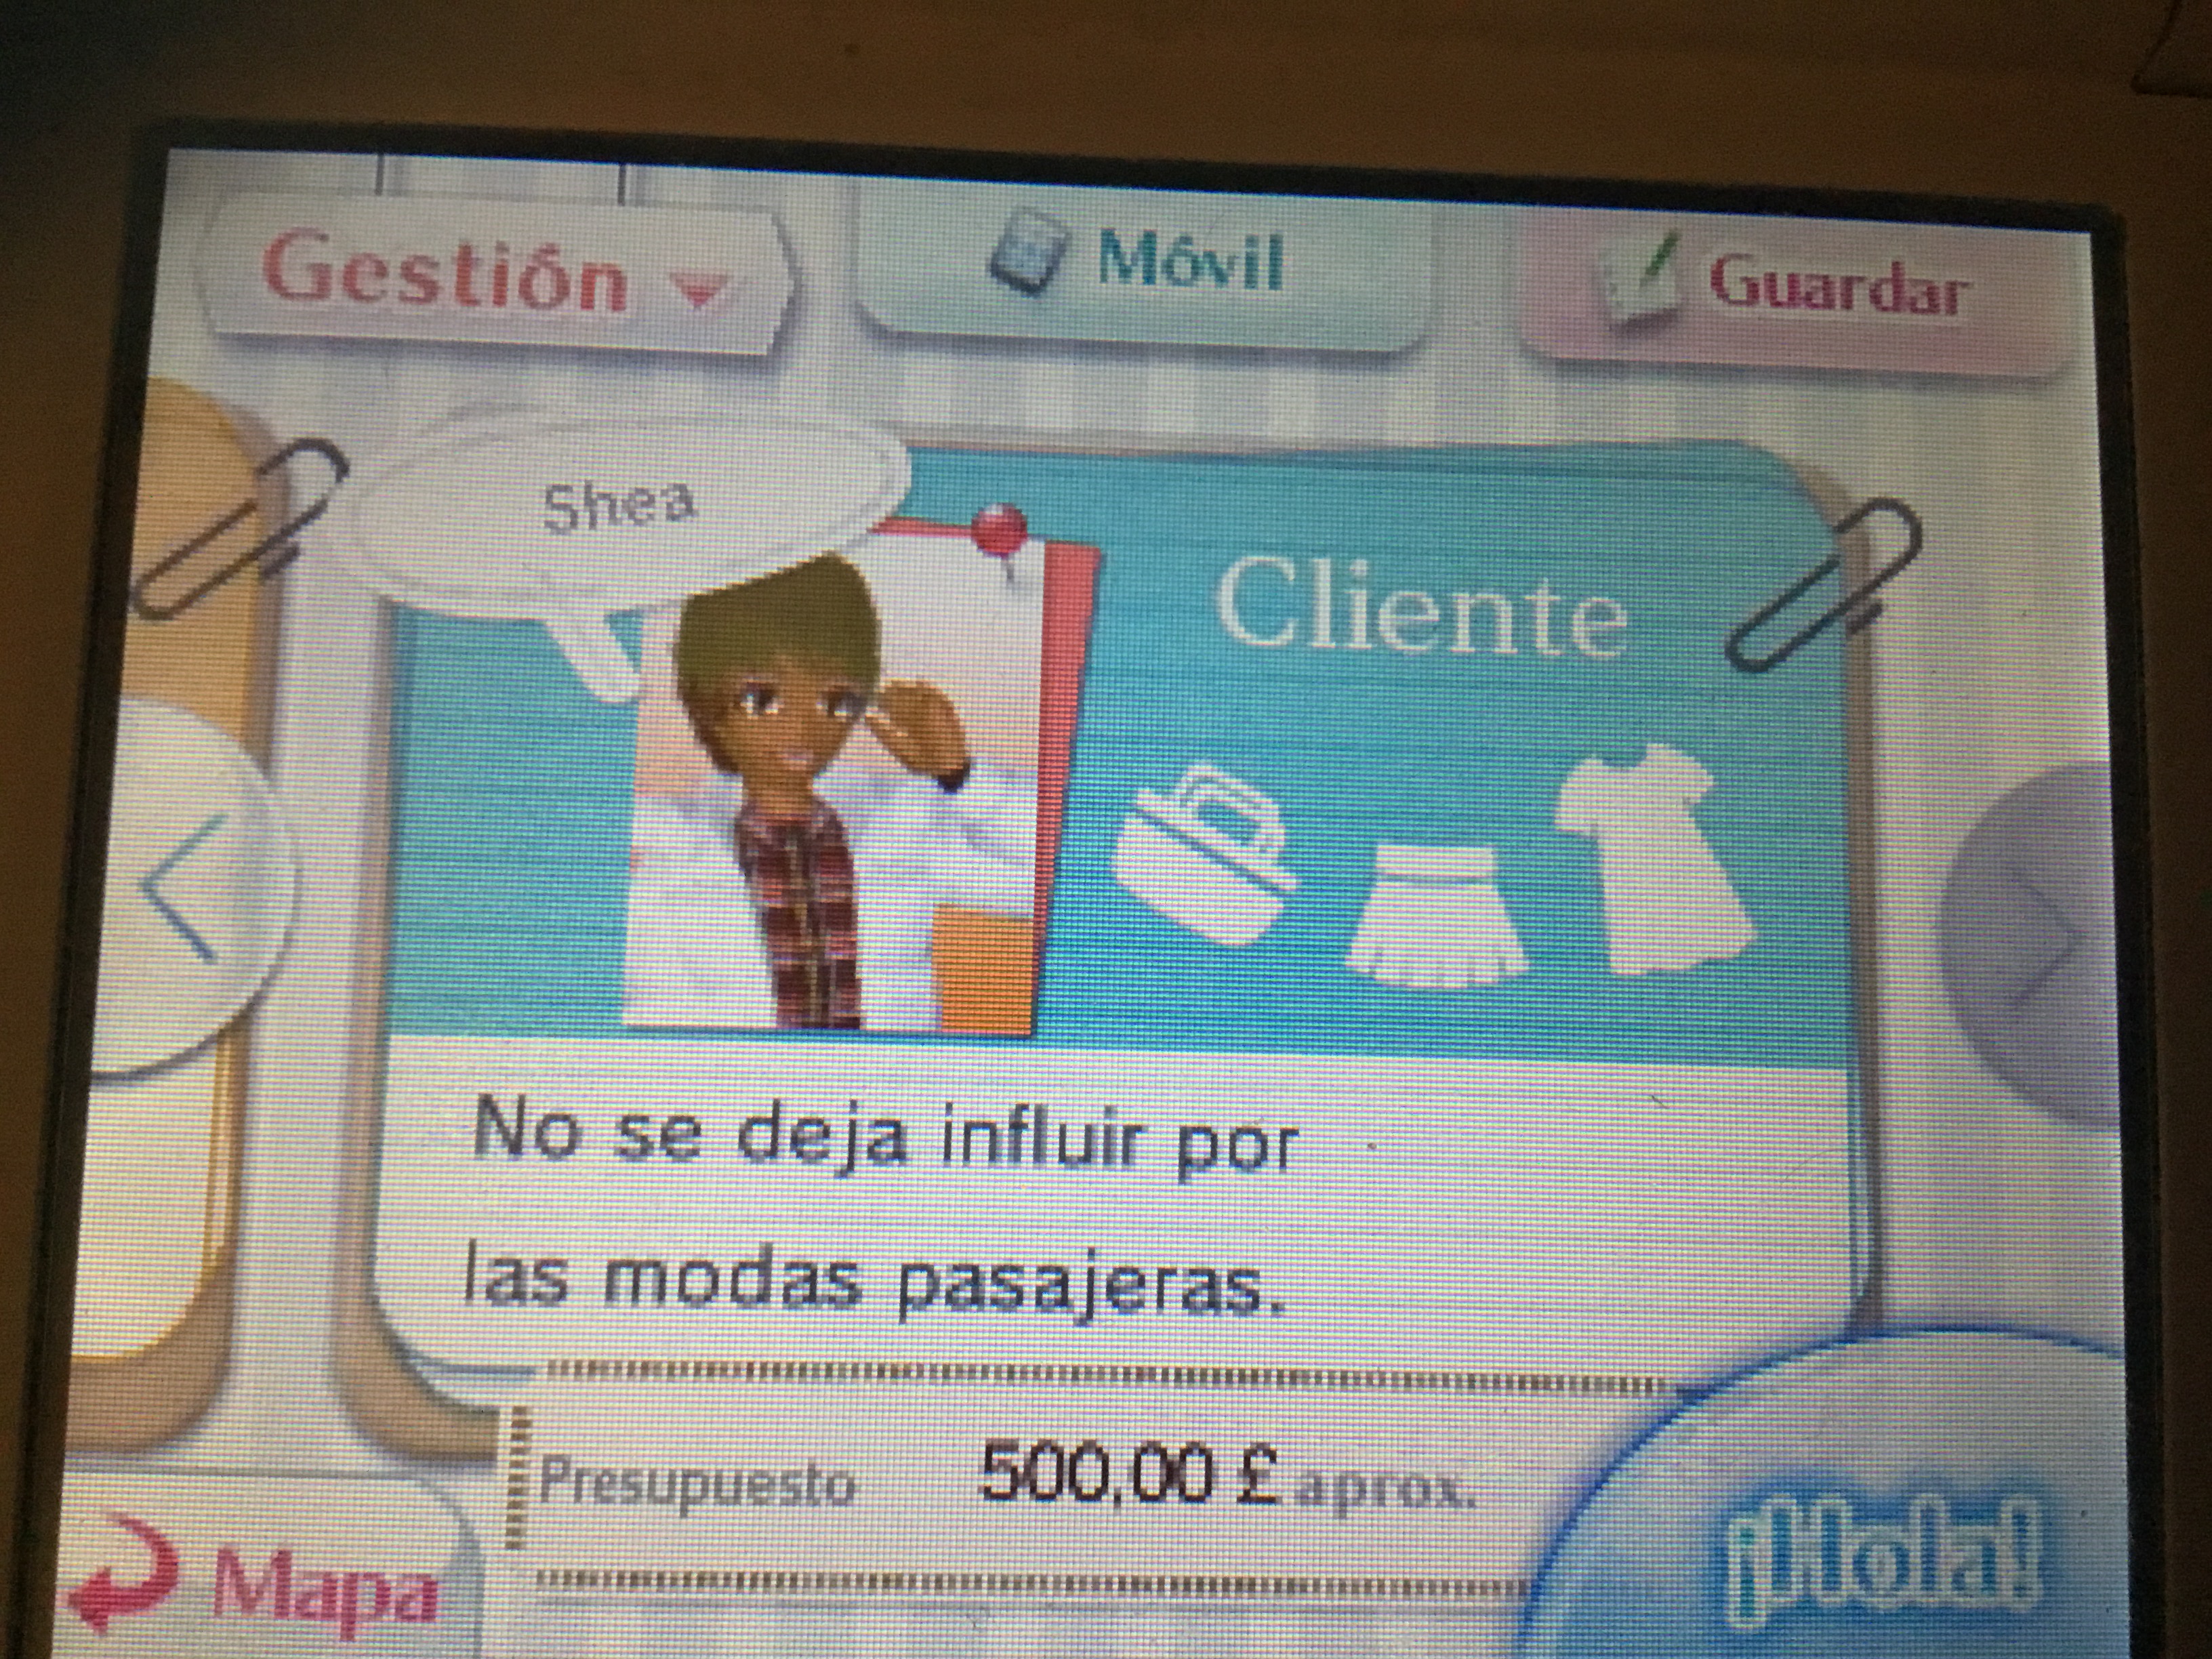 Gestión
Móvil
Guardar
Shea
Cliente
No se deja influir por
las modas pasajeras.
Presupuesto 500,00 £ aprox.
Mapa
¡Hola!